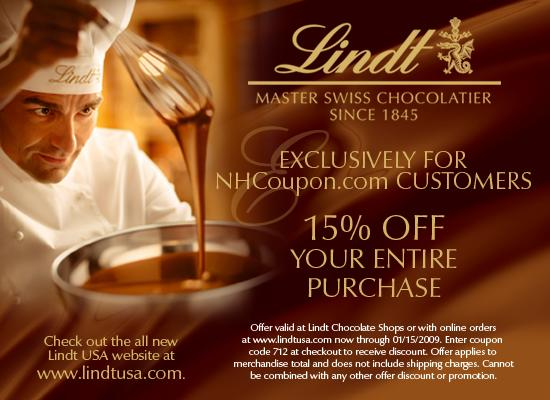 Lindt
Lindt
MASTER SWISS CHOCOLATIER
SINCE 1845
EXCLUSIVELY FOR
NHCoupon.com CUSTOMERS
15% OFF
YOUR ENTIRE
PURCHASE
Check out the all new
Lindt USA website at
www.lindtusa.com.
Offer valid at Lindt Chocolate Shops or with online orders
at www.lindtusa.com now through 01/15/2009. Enter coupon
code 712 at checkout to receive discount. Offer applies to
merchandise total and does not include shipping charges. Cannot
be combined with any other offer discount or promotion.